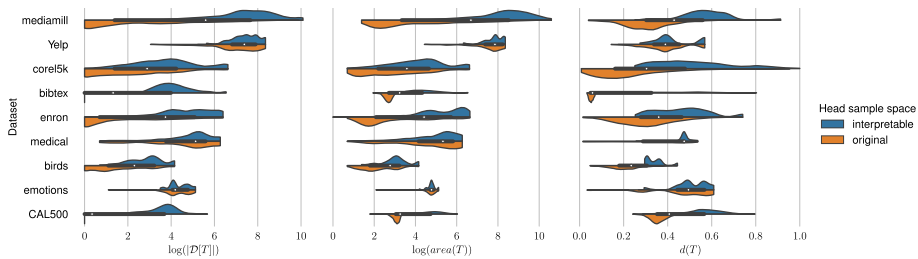 Dataset
mediamill
Yelp
corel5k
bibtex
enron
medical
birds
emotions
CAL500
0 2 4 6 8 10
log(|𝒟[T]|)
0 2 4 6 8 10
log(area(T))
0.0 0.2 0.4 0.6 0.8 1.0
d(T)
Head sample space
interpretable
original